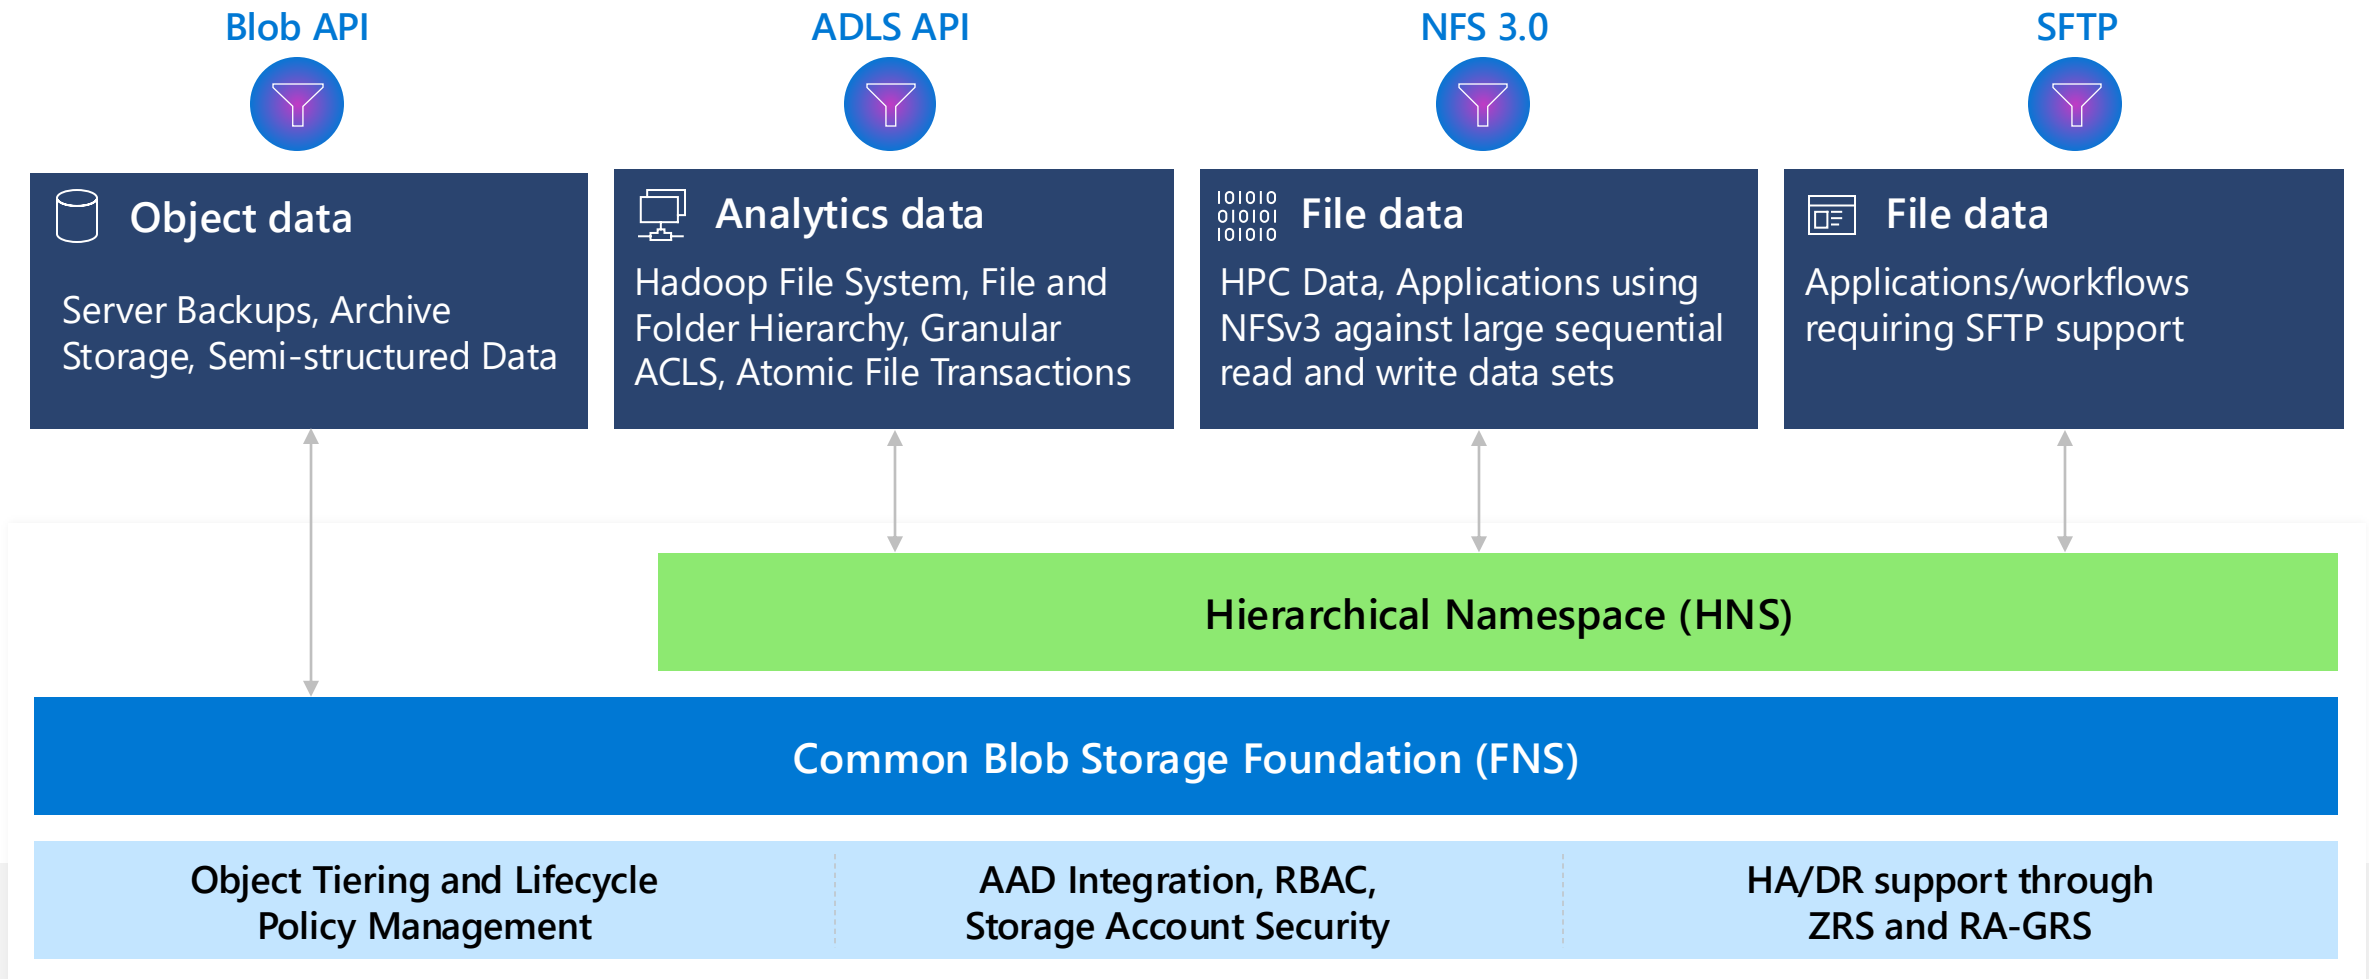 Blob API
ADLS API
NFS 3.0
SFTP
Object data
Server Backups, Archive
Storage, Semi-structured Data
Analytics data
Hadoop File System, File and
Folder Hierarchy, Granular
ACLS, Atomic File Transactions
101010
010101
101010
File data
HPC Data, Applications using
NFSv3 against large sequential
read and write data sets
File data
Applications/workflows
requiring SFTP support
Hierarchical Namespace (HNS)
Common Blob Storage Foundation (FNS)
Object Tiering and Lifecycle
Policy Management
AAD Integration, RBAC,
Storage Account Security
HA/DR support through
ZRS and RA-GRS